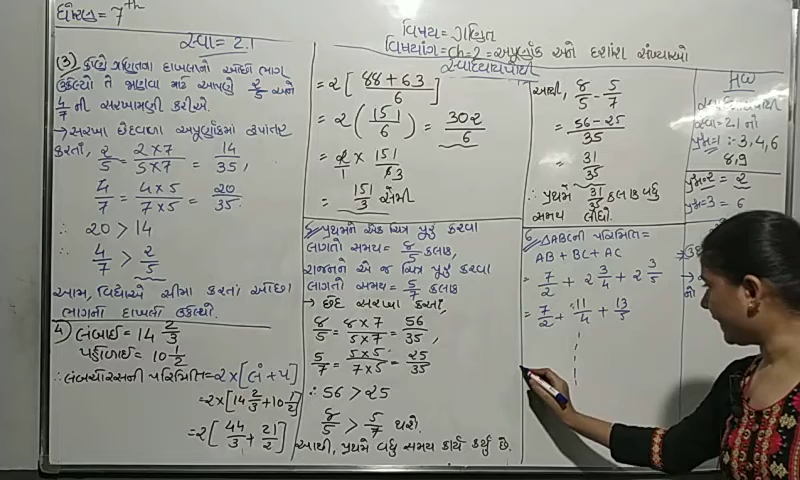 ધોરણ = 7th
વિષય = ગણિત
વિષયાંગ = Ch = 2 = અપૂર્ણાંક અને દશાંશ સંખ્યાઓ
સ્વાધ્યાયપોથી
સ્વા = 2.1
(3)
ઉકેલ્યો તે જાણવા માટે આપણે 2/5 અને
4/7 ની સરખામણી કરીએ.
→ સરખા છેદવાળા અપૂર્ણાંકમાં રૂપાંતર
કરતાં, 2/5 = 2×7/5×7 = 14/35,
4/7 = 4×5/7×5 = 20/35.
∴ 20 > 14
∴ 4/7 > 2/5
આમ, વિદ્યાએ સીમા કરતાં ઓછા
ભાગના દાખલા ઉકેલ્યો.
4) લંબાઈ = 14 2/3
પહોળાઈ = 10 1/2
∴ લંબચોરસની પરિમિતિ = 2×[લં + પ]
= 2×[14 2/3 + 10 1/2]
= 2[44/3 + 21/2]
= 2[88 + 63/6]
= 2(151/6) = 302/6
= 2/1 × 151/63
= 151/3 સેમી
5 પ્રથમને એક ચિત્ર પૂરું કરવા
લાગતો સમય = 8/5 કલાક,
રાજનને એ જ ચિત્ર પૂરું કરવા
લાગતો સમય = 5/7 કલાક
→ છેદ સરખા કરતાં,
8/5 = 8×7/5×7 = 56/35,
5/7 = 5×5/7×5 = 25/35
∴ 56 > 25
8/5 > 5/7 થશે.
આથી, પ્રથમે વધુ સમય કાર્ય કર્યું છે.
આથી, 8/5 - 5/7
= 56-25/35
= 31/35
∴ પ્રથમે 31/35 કલાક વધુ
સમય લીધો.
6 △ABCની પરિમિતિ =
AB + BC + AC
= 7/2 + 2 3/4 + 2 3/5
= 7/2 + 11/4 + 13/5
HW
સ્વા = 2.1 નો
પ્રશ્ન=1 :- 3, 4, 6
8, 9
પ્રશ્ન=2 = 2
પ્રશ્ન=3 = 6